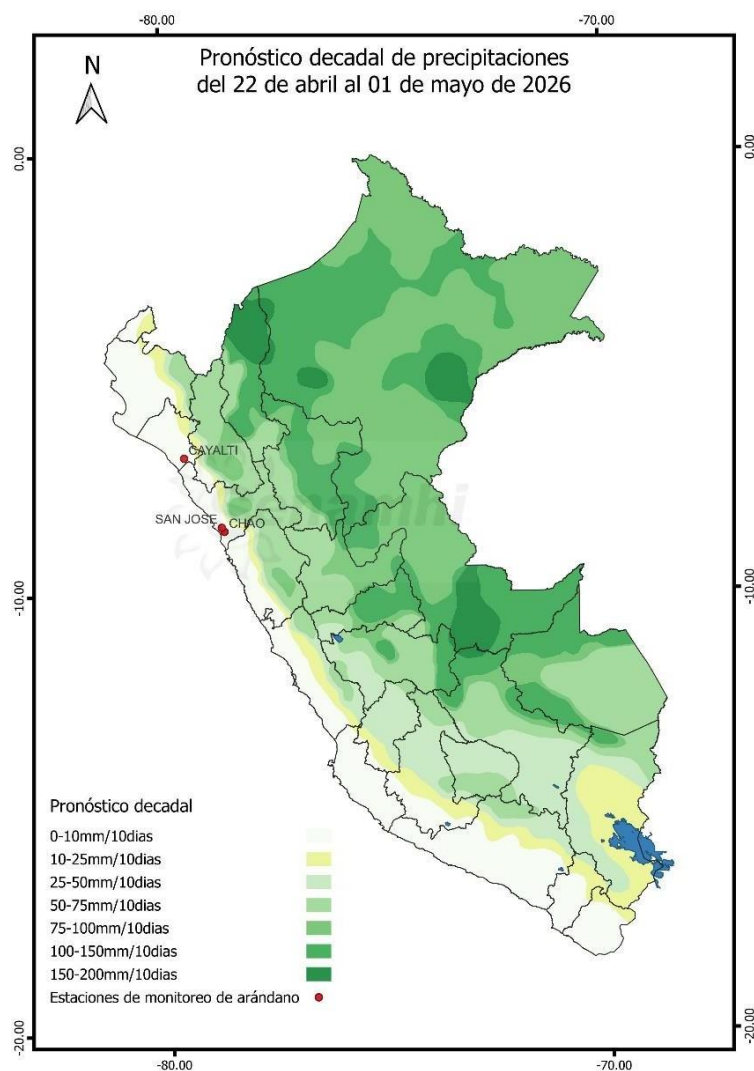 -80.00
-70.00
Pronóstico decadal de precipitaciones
del 22 de abril al 01 de mayo de 2026
N
0.00
0.00
CAYALTI
SAN JOSE
CHAO
senamhi
-10.00
-10.00
Pronóstico decadal
0-10mm/10dias
10-25mm/10dias
25-50mm/10dias
50-75mm/10dias
75-100mm/10dias
100-150mm/10dias
150-200mm/10dias
Estaciones de monitoreo de arándano
-20.00
-20.00
-80.00
-70.00